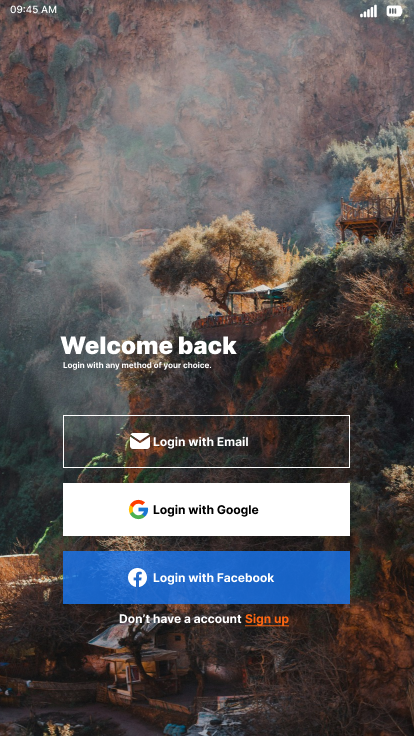 09:45 AM
Welcome back
Login with any method of your choice.
Login with Email
Login with Google
Login with Facebook
Don't have a account Sign up